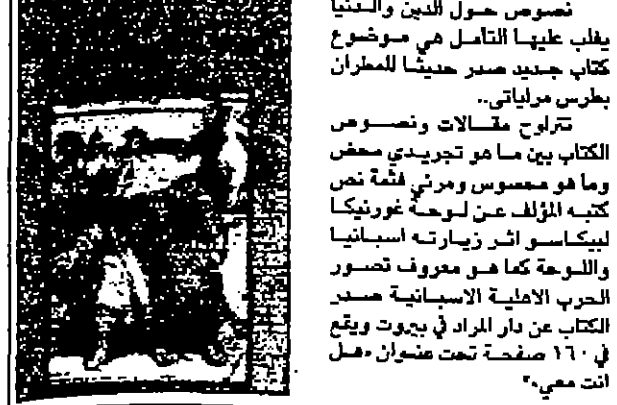 نصوص حول الدين والدنيا
يغلب عليها التأمل هي موضوع
كتاب جديد صدر حديثا للمطران
بطرس مرلياتي..
تتراوح مقالات ونصوص
الكتاب بين ما هو تجريدي محض
وما هو محسوس ومرئي فثمة نص
كتبه المؤلف عن لوحة غورنيكا
لبيكاسو اثر زيارته اسبانيا
واللوحة كما هو معروف تصور
الحرب الاهلية الاسبانية صدر
الكتاب عن دار المراد في بيروت ويقع
في ١٦٠ صفحة تحت عنوان «هل
انت معي»